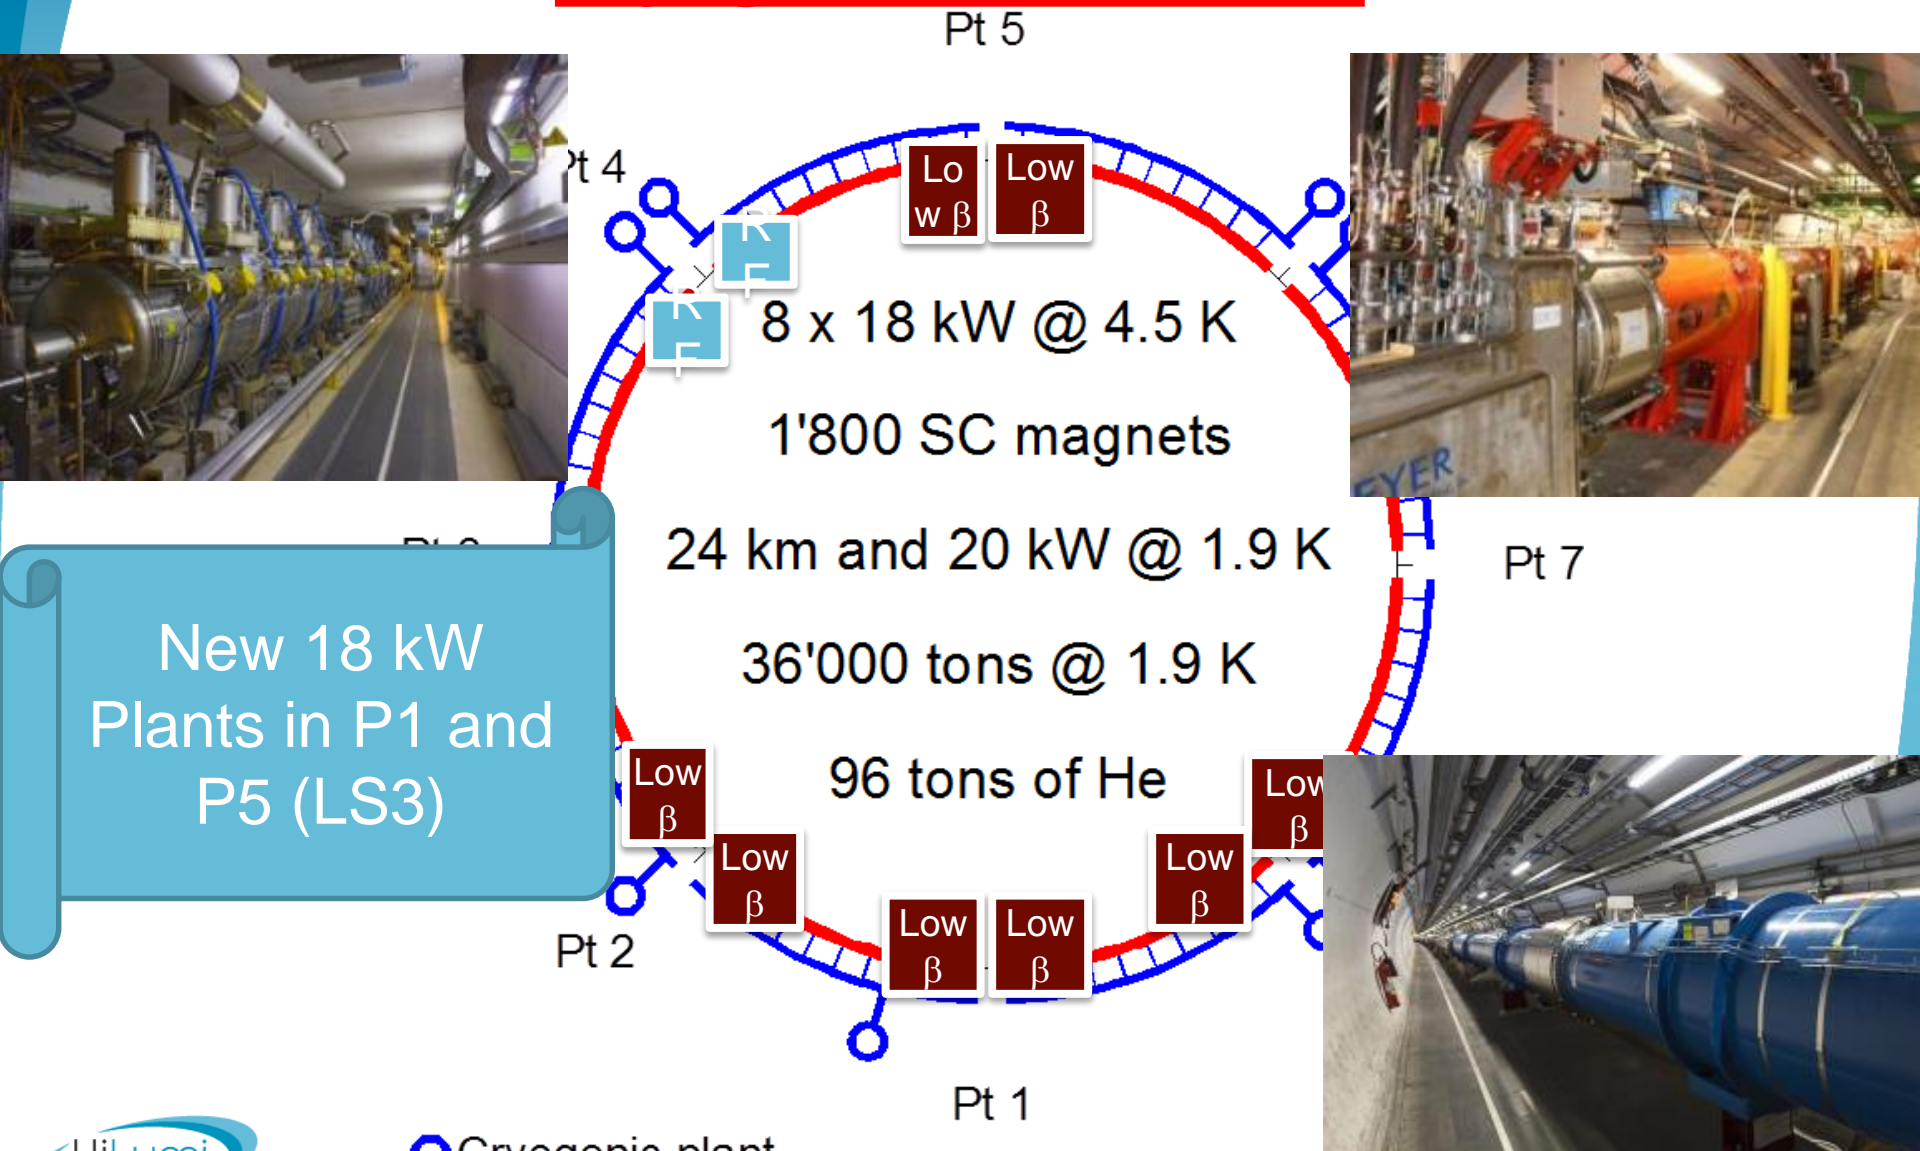 Pt 5
Pt 4
Lo
w β
Low
β
R
F
R
F
8 x 18 kW @ 4.5 K
1'800 SC magnets
24 km and 20 kW @ 1.9 K
36'000 tons @ 1.9 K
96 tons of He
Pt 7
New 18 kW
Plants in P1 and
P5 (LS3)
Low
β
Low
β
Low
β
Low
β
Low
β
Low
β
Pt 2
Pt 1
Cryogenic plant